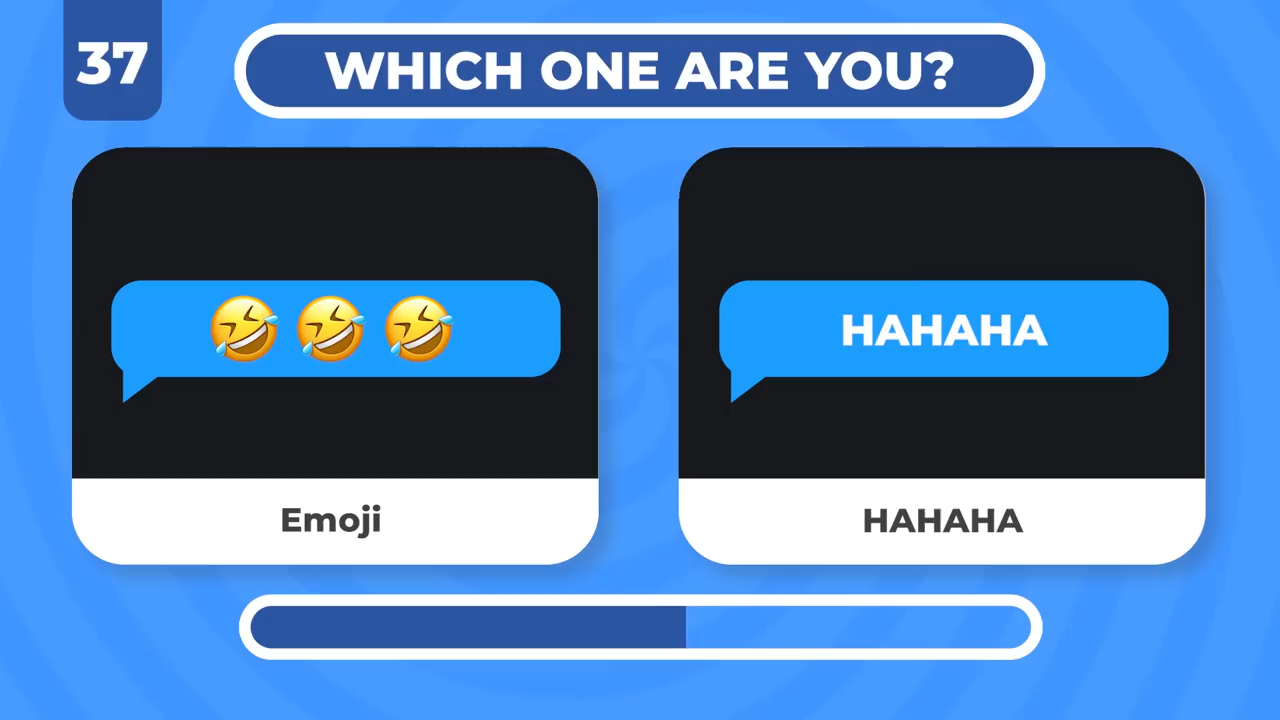 37
WHICH ONE ARE YOU?
🤣 🤣 🤣
HAHAHA
Emoji
HAHAHA